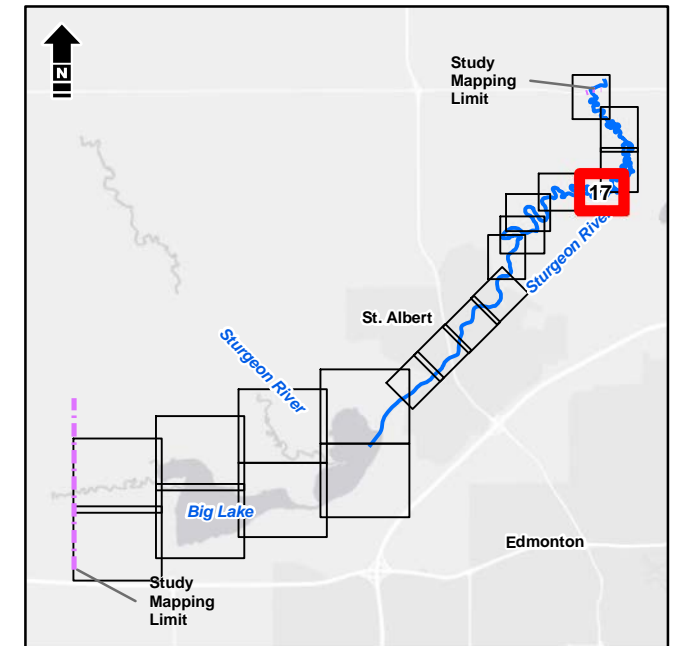 N
Study
Mapping
Limit
17
Sturgeon River
St. Albert
Sturgeon River
Big Lake
Edmonton
Study
Mapping
Limit